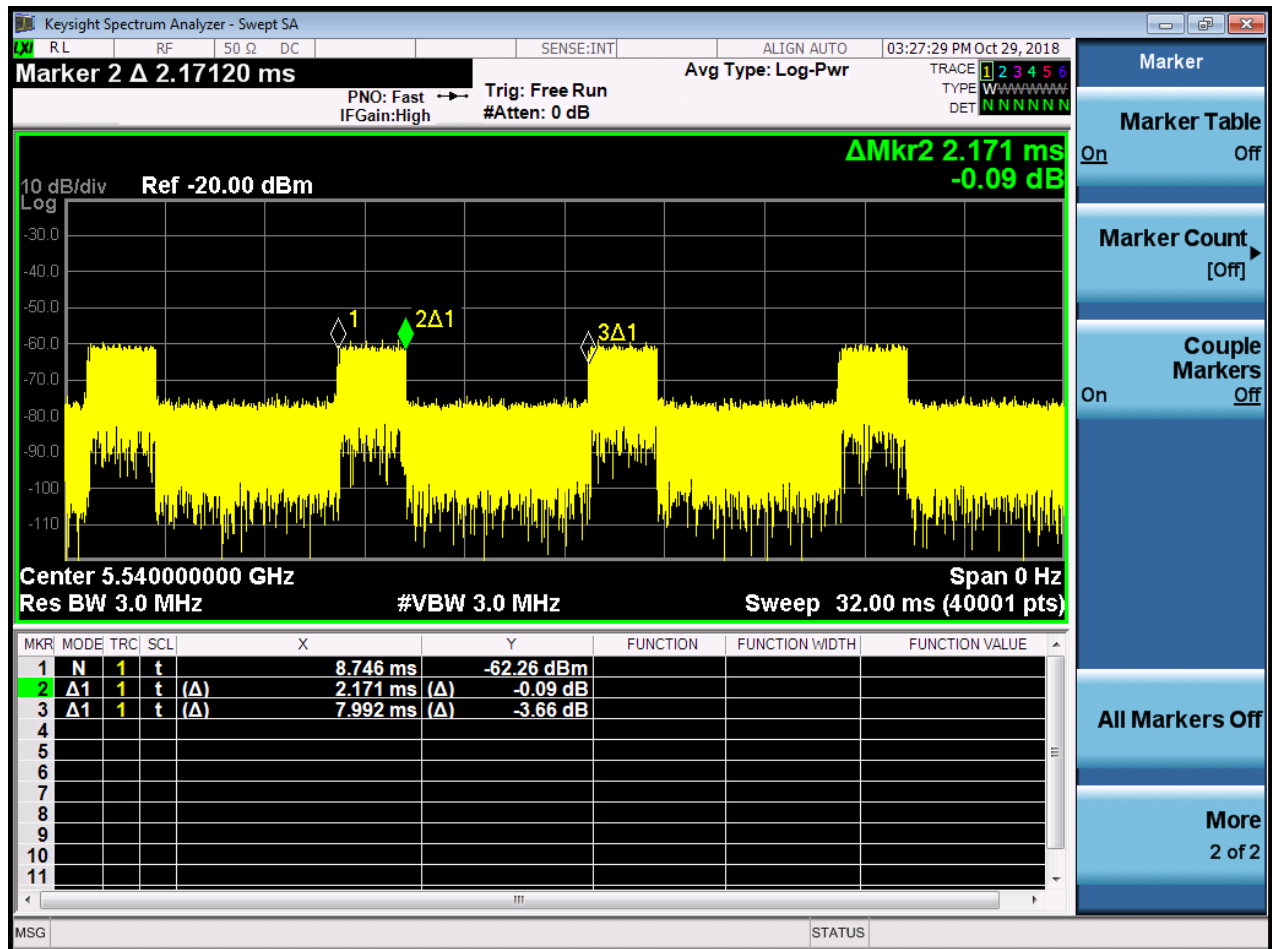 Keysight Spectrum Analyzer - Swept SA
LXI RL RF 50 Ω DC SENSE:INT ALIGN AUTO 03:27:29 PM Oct 29, 2018
Marker 2 Δ 2.17120 ms
PNO: Fast
IFGain:High
Trig: Free Run
#Atten: 0 dB
Avg Type: Log-Pwr
TRACE 1 2 3 4 5 6
TYPE WWWWWW
DET N N N N N N
ΔMkr2 2.171 ms
-0.09 dB
10 dB/div Ref -20.00 dBm
Log
-30.0
-40.0
-50.0
-60.0
-70.0
-80.0
-90.0
-100
-110
1
2Δ1
3Δ1
Center 5.540000000 GHz Span 0 Hz
Res BW 3.0 MHz #VBW 3.0 MHz Sweep 32.00 ms (40001 pts)
MKR MODE TRC SCL X Y FUNCTION FUNCTION WIDTH FUNCTION VALUE
1 N 1 t 8.746 ms -62.26 dBm
2 Δ1 1 t (Δ) 2.171 ms (Δ) -0.09 dB
3 Δ1 1 t (Δ) 7.992 ms (Δ) -3.66 dB
4
5
6
7
8
9
10
11
MSG STATUS
Marker
Marker Table
On Off
Marker Count
[Off]
Couple
Markers
On Off
All Markers Off
More
2 of 2